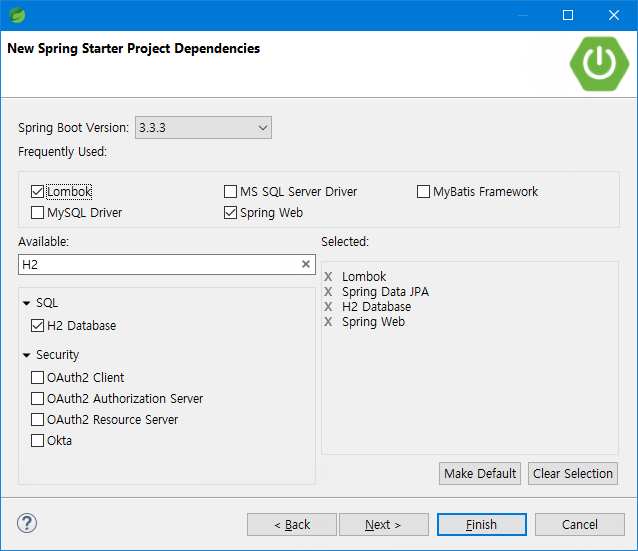 New Spring Starter Project Dependencies
Spring Boot Version: 3.3.3
Frequently Used:
Lombok MS SQL Server Driver MyBatis Framework
MySQL Driver Spring Web
Available: Selected:
H2
X Lombok
X Spring Data JPA
X H2 Database
X Spring Web
SQL
H2 Database
Security
OAuth2 Client
OAuth2 Authorization Server
OAuth2 Resource Server
Okta
Make Default Clear Selection
? < Back Next > Finish Cancel